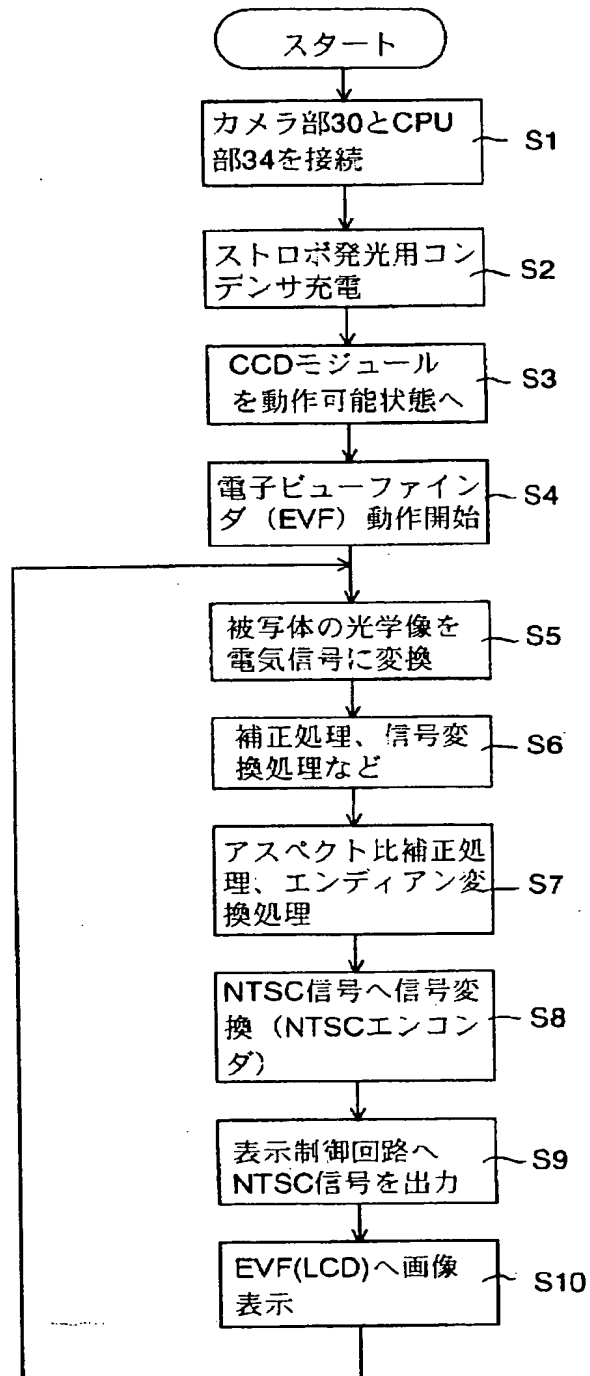 スタート
カメラ部30とCPU
部34を接続
S1
ストロボ発光用コン
デンサ充電
S2
CCDモジュール
を動作可能状態へ
S3
電子ビューファイン
ダ（EVF）動作開始
S4
被写体の光学像を
電気信号に変換
S5
補正処理、信号変
換処理など
S6
アスペクト比補正処
理、エンディアン変
換処理
S7
NTSC信号へ信号変
換（NTSCエンコン
ダ）
S8
表示制御回路へ
NTSC信号を出力
S9
EVF(LCD)へ画像
表示
S10